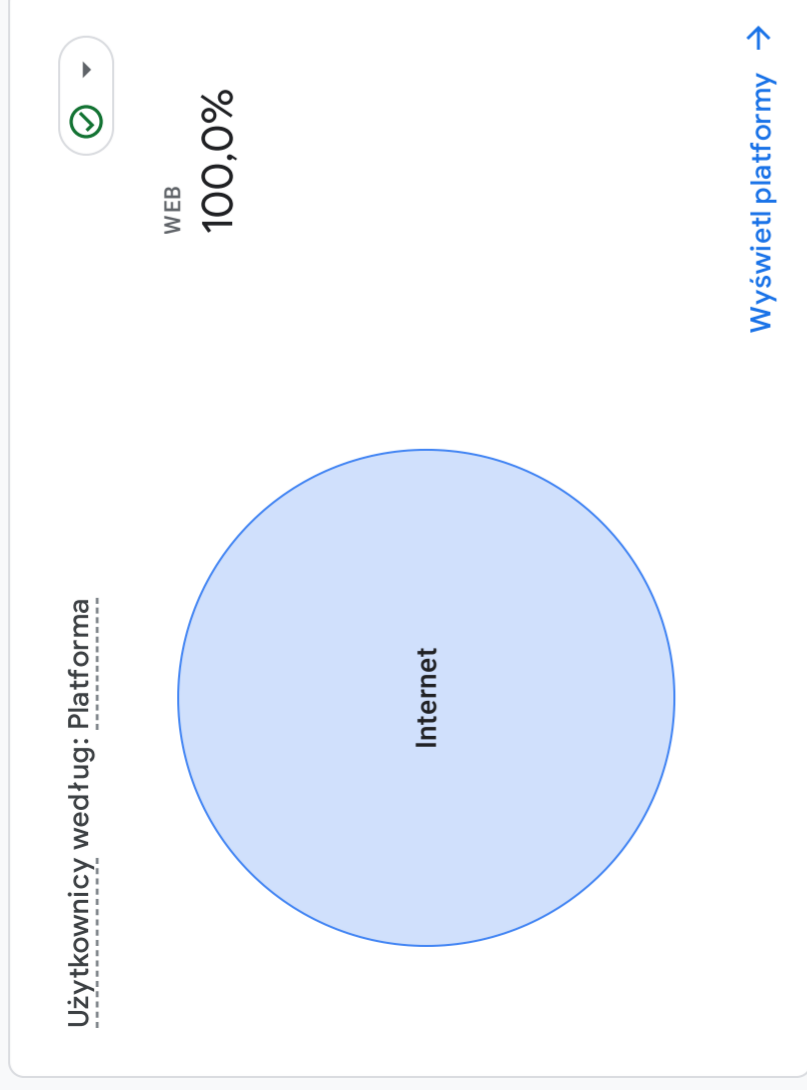 Użytkownicy według: Platforma
WEB
100,0%
Internet
Wyświetl platformy